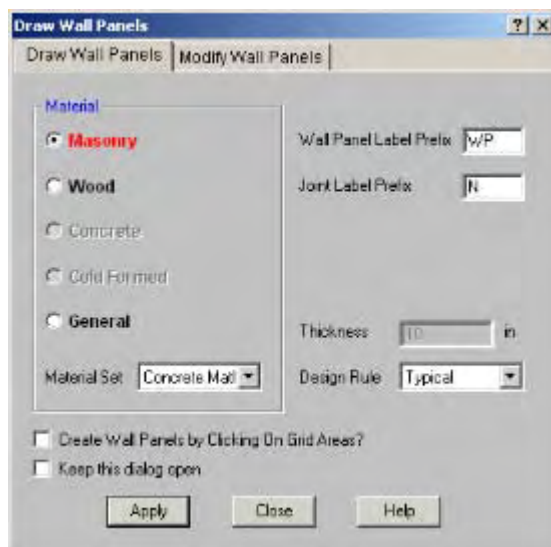 Draw Wall Panels
Draw Wall Panels Modify Wall Panels
Material
Masonry
Wood
Concrete
Cold Formed
General
Material Set Concrete Matl
Wall Panel Label Prefix WP
Joint Label Prefix N
Thickness 10 in
Design Rule Typical
Create Wall Panels by Clicking On Grid Areas?
Keep this dialog open
Apply Close Help